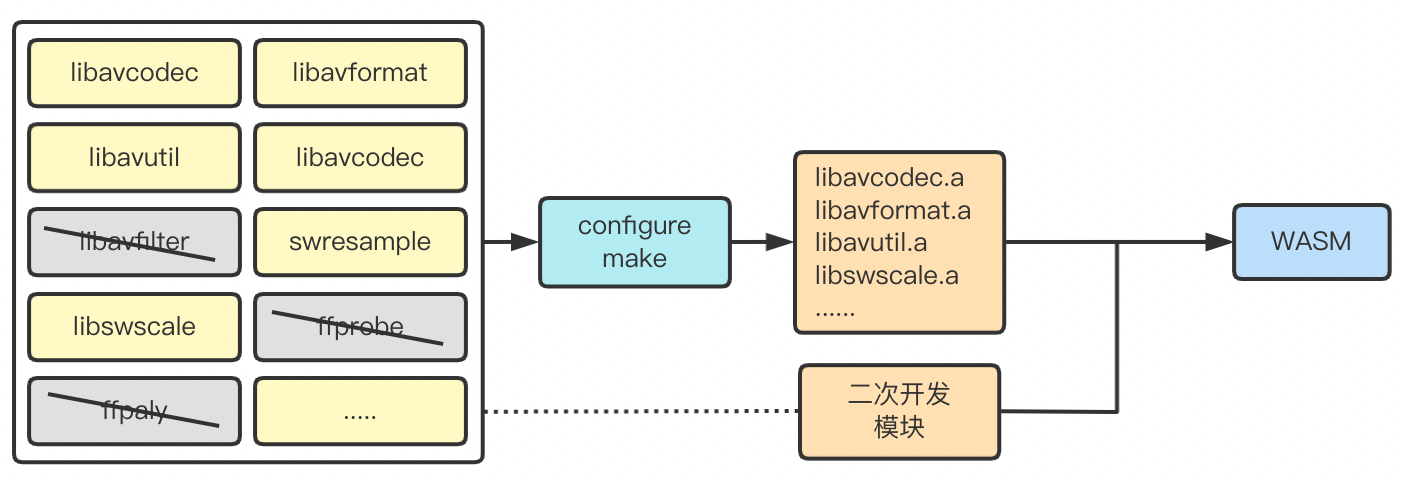 libavcodec
libavformat
libavutil
libavcodec
libavfilter
swresample
libswscale
ffprobe
ffpaly
.....
configure
make
libavcodec.a
libavformat.a
libavutil.a
libswscale.a
......
二次开发
模块
WASM